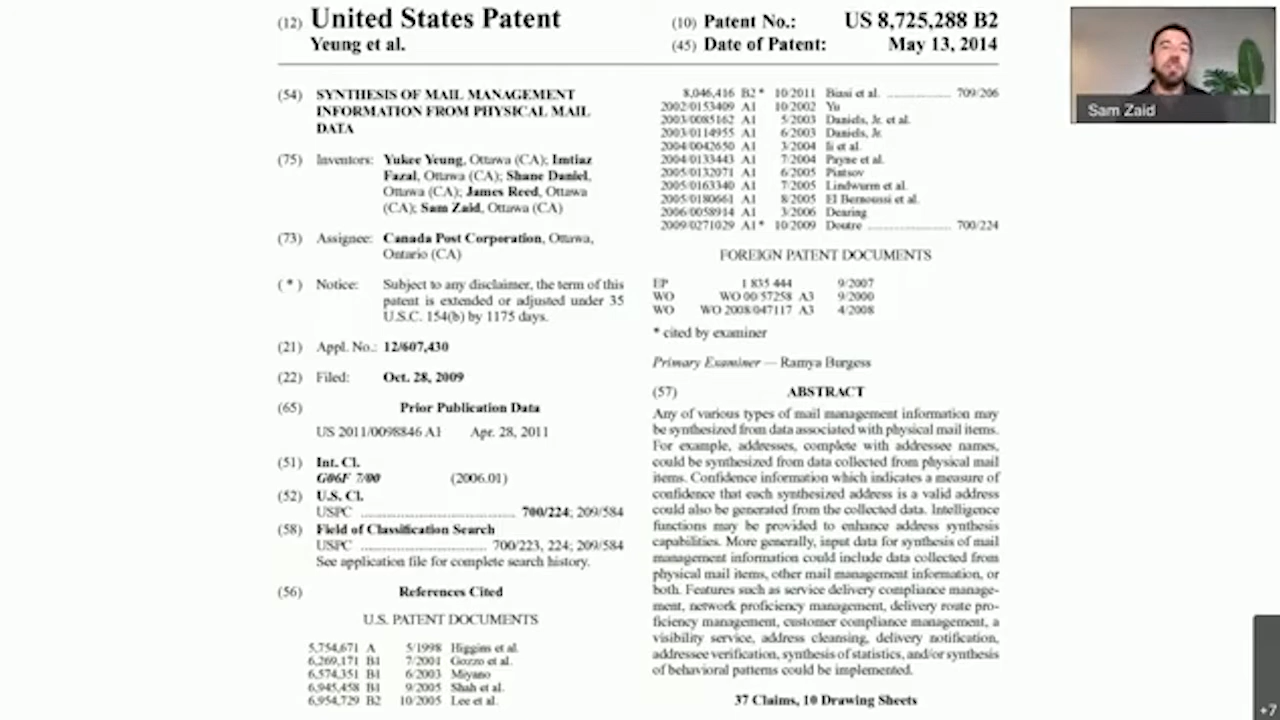 (12) United States Patent
Yeung et al.
(10) Patent No.: US 8,725,288 B2
(45) Date of Patent: May 13, 2014
(54) SYNTHESIS OF MAIL MANAGEMENT
INFORMATION FROM PHYSICAL MAIL
DATA
(75) Inventors: Yukee Yeung, Ottawa (CA); Imtiaz
Fazal, Ottawa (CA); Shane Daniel,
Ottawa (CA); James Reed, Ottawa
(CA); Sam Zaid, Ottawa (CA)
(73) Assignee: Canada Post Corporation, Ottawa,
Ontario (CA)
(*) Notice: Subject to any disclaimer, the term of this
patent is extended or adjusted under 35
U.S.C. 154(b) by 1175 days.
(21) Appl. No.: 12/607,430
(22) Filed: Oct. 28, 2009
(65) Prior Publication Data
US 2011/0098846 A1 Apr. 28, 2011
(51) Int. Cl.
G06F 7/00 (2006.01)
(52) U.S. Cl.
USPC .......... 700/224; 209/584
(58) Field of Classification Search
USPC .......... 700/223, 224; 209/584
See application file for complete search history.
(56) References Cited
U.S. PATENT DOCUMENTS
5,754,671 A 5/1998 Higgins et al.
6,269,171 B1 7/2001 Gozzo et al.
6,574,351 B1 6/2003 Miyano
6,945,458 B1 9/2005 Shah et al.
6,954,729 B2 10/2005 Lee et al.
8,046,416 B2 * 10/2011 Biasi et al. .......... 709/206
2002/0153409 A1 10/2002 Yu
2003/0085162 A1 5/2003 Daniels, Jr. et al.
2003/0114955 A1 6/2003 Daniels, Jr.
2004/0042650 A1 3/2004 Ii et al.
2004/0133443 A1 7/2004 Payne et al.
2005/0132071 A1 6/2005 Pintsov
2005/0163340 A1 7/2005 Lindwurm et al.
2005/0180661 A1 8/2005 El Bernoussi et al.
2006/0058914 A1 3/2006 Dearing
2009/0271029 A1 * 10/2009 Doutre .......... 700/224
FOREIGN PATENT DOCUMENTS
EP 1 835 444 9/2007
WO WO 00/57258 A3 9/2000
WO WO 2008/047117 A3 4/2008
* cited by examiner
Primary Examiner — Ramya Burgess
(57) ABSTRACT
Any of various types of mail management information may
be synthesized from data associated with physical mail items.
For example, addresses, complete with addressee names,
could be synthesized from data collected from physical mail
items. Confidence information which indicates a measure of
confidence that each synthesized address is a valid address
could also be generated from the collected data. Intelligence
functions may be provided to enhance address synthesis
capabilities. More generally, input data for synthesis of mail
management information could include data collected from
physical mail items, other mail management information, or
both. Features such as service delivery compliance manage-
ment, network proficiency management, delivery route pro-
ficiency management, customer compliance management, a
visibility service, address cleansing, delivery notification,
addressee verification, synthesis of statistics, and/or synthesis
of behavioral patterns could be implemented.
37 Claims, 10 Drawing Sheets
Sam Zaid
+7